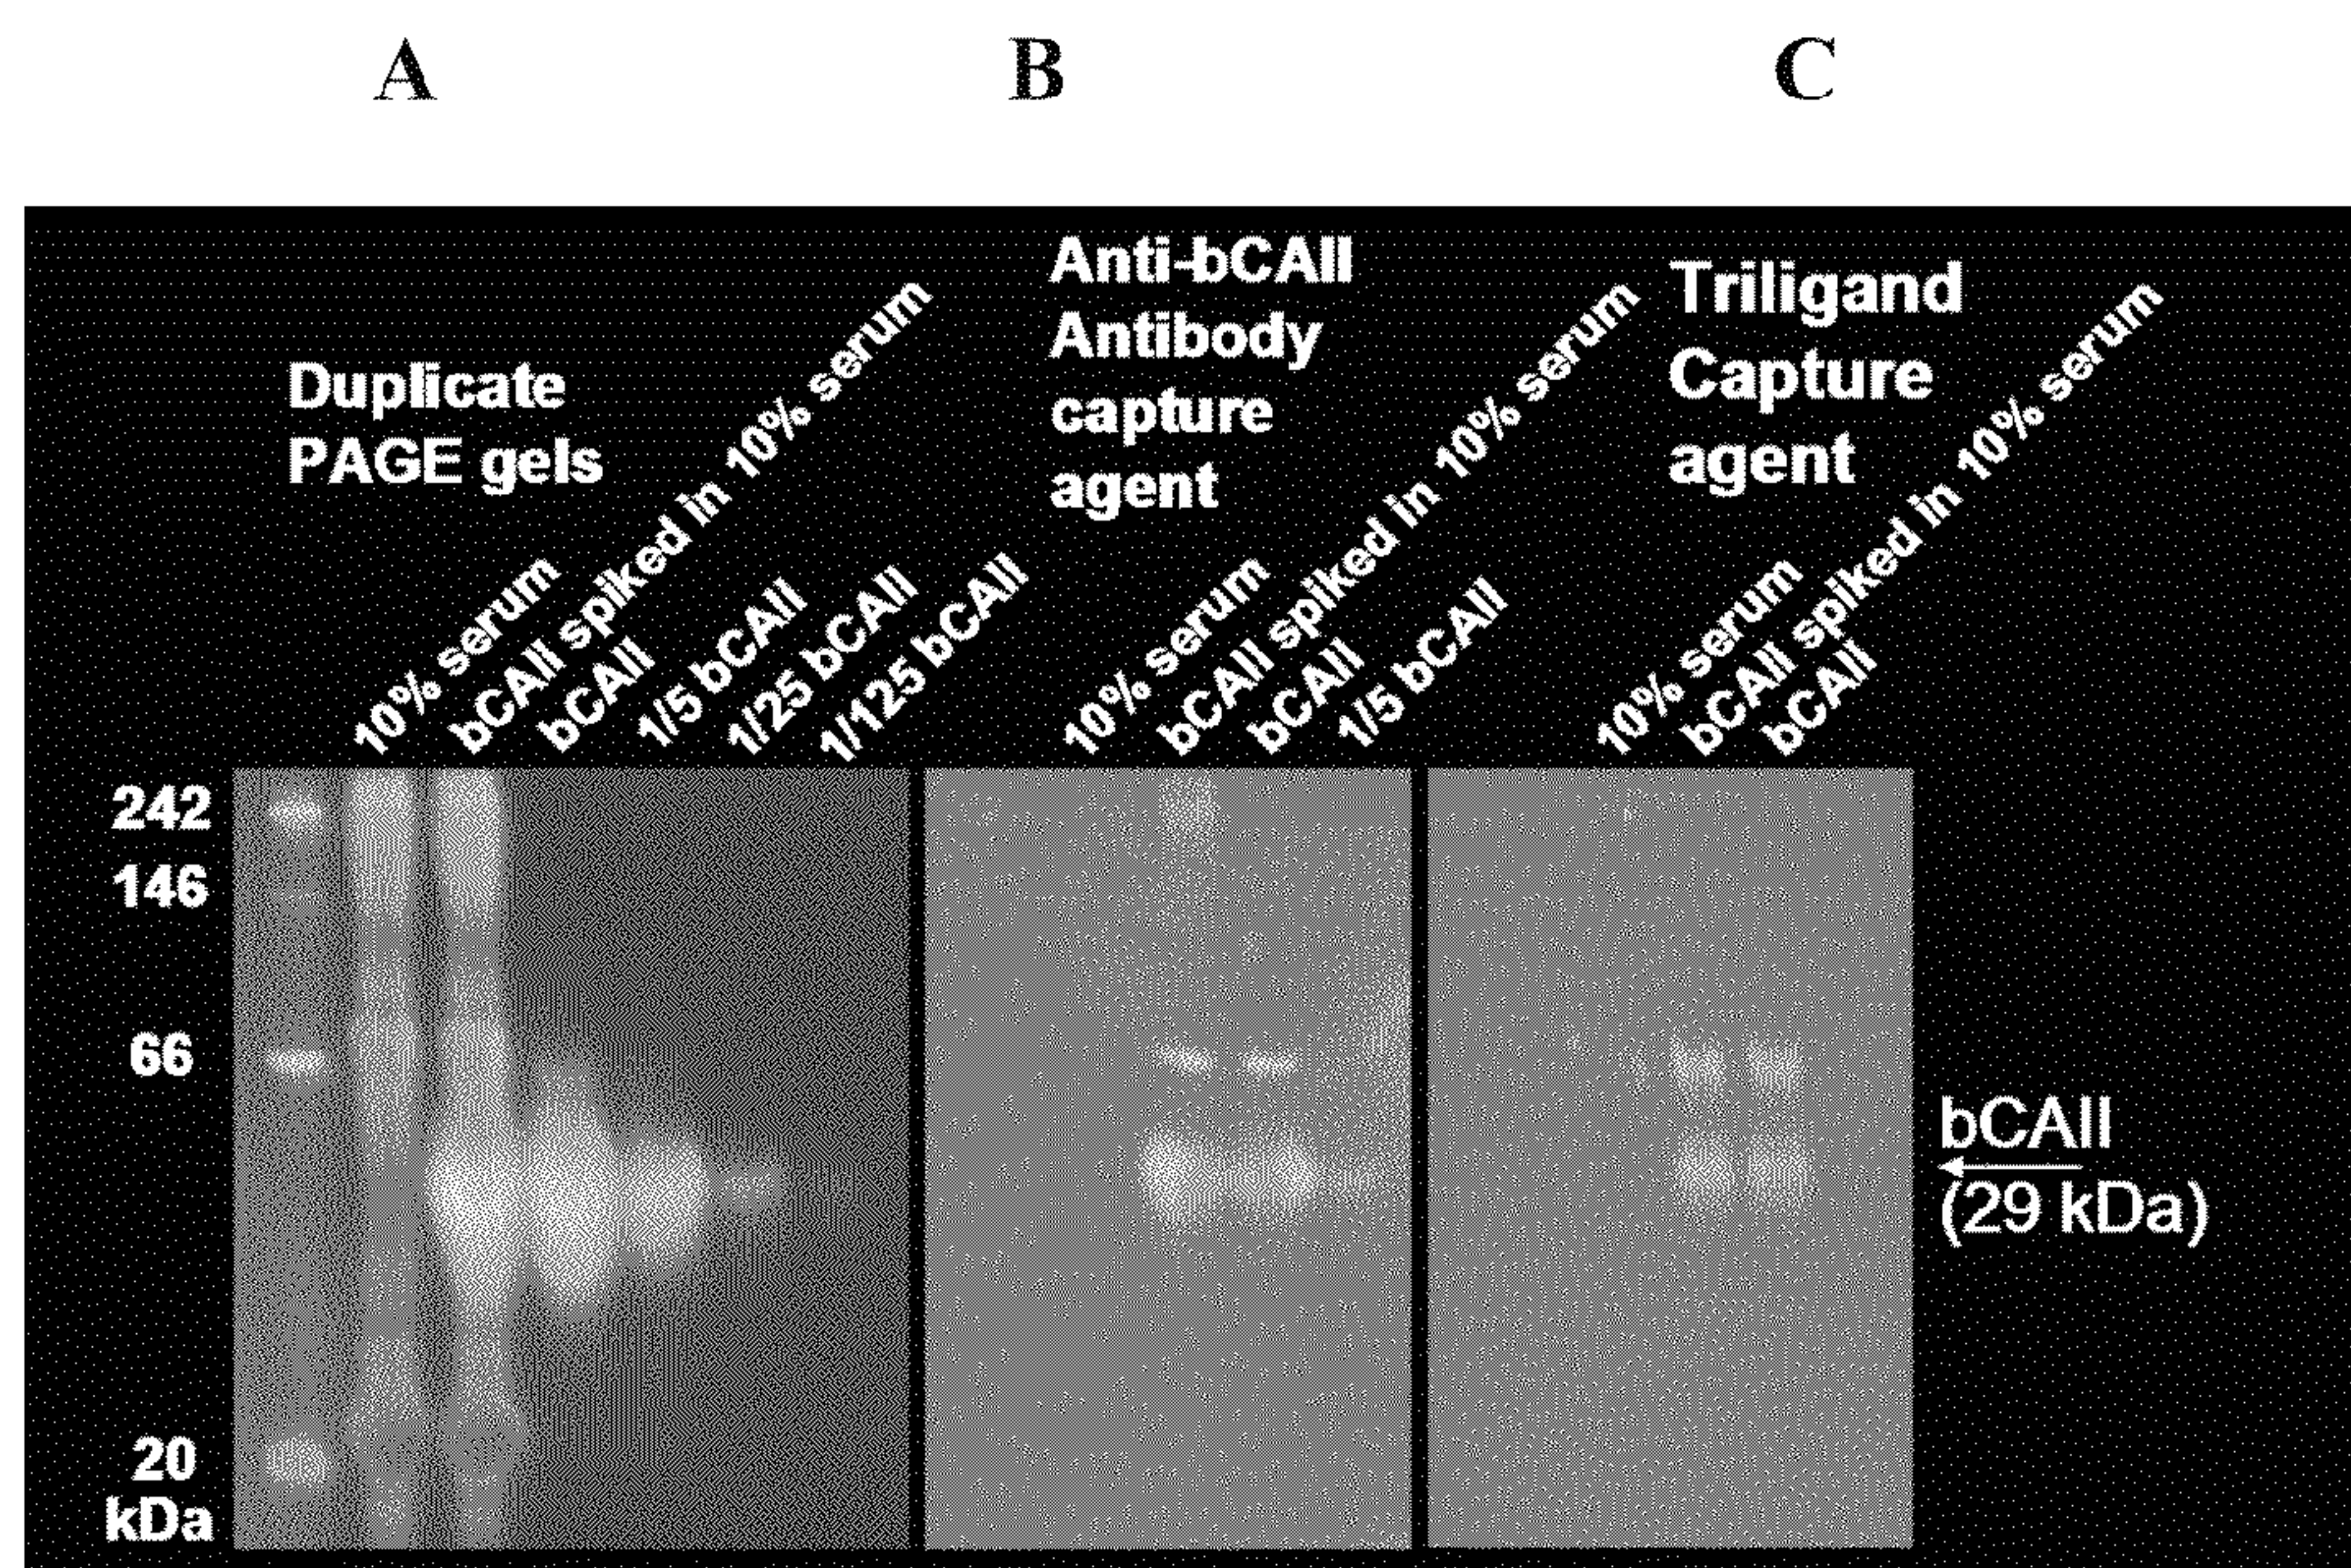 A
B
C
Duplicate
PAGE gels
10% serum
bCAII spiked in 10% serum
bCAII
1/5 bCAII
1/25 bCAII
1/125 bCAII
Anti-bCAII
Antibody
capture
agent
10% serum
bCAII spiked in 10% serum
bCAII
1/5 bCAII
Triligand
Capture
agent
10% serum
bCAII spiked in 10% serum
bCAII
242
146
66
20
kDa
bCAII
(29 kDa)